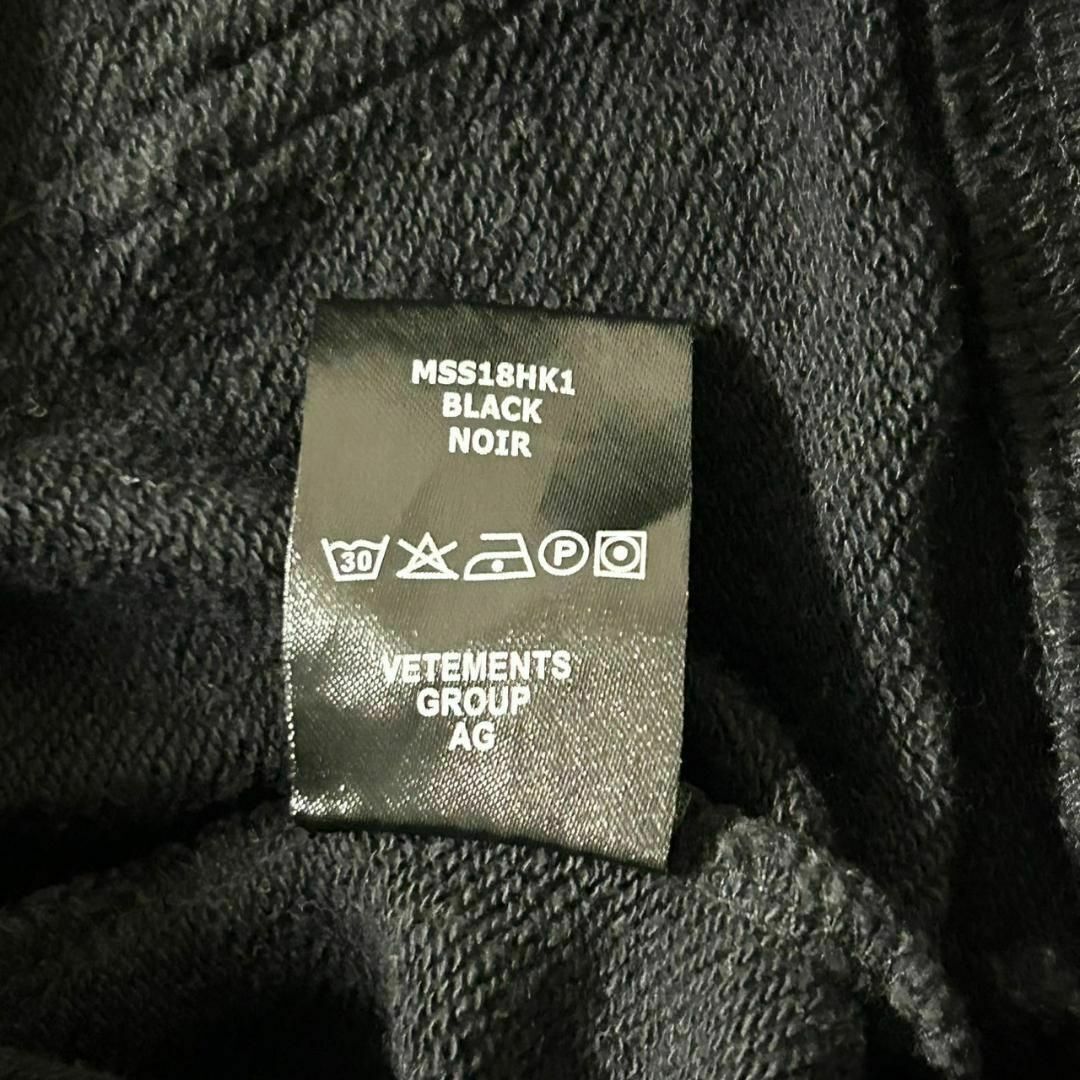 MSS18HK1
BLACK
NOIR
30 P
VETEMENTS
GROUP
AG